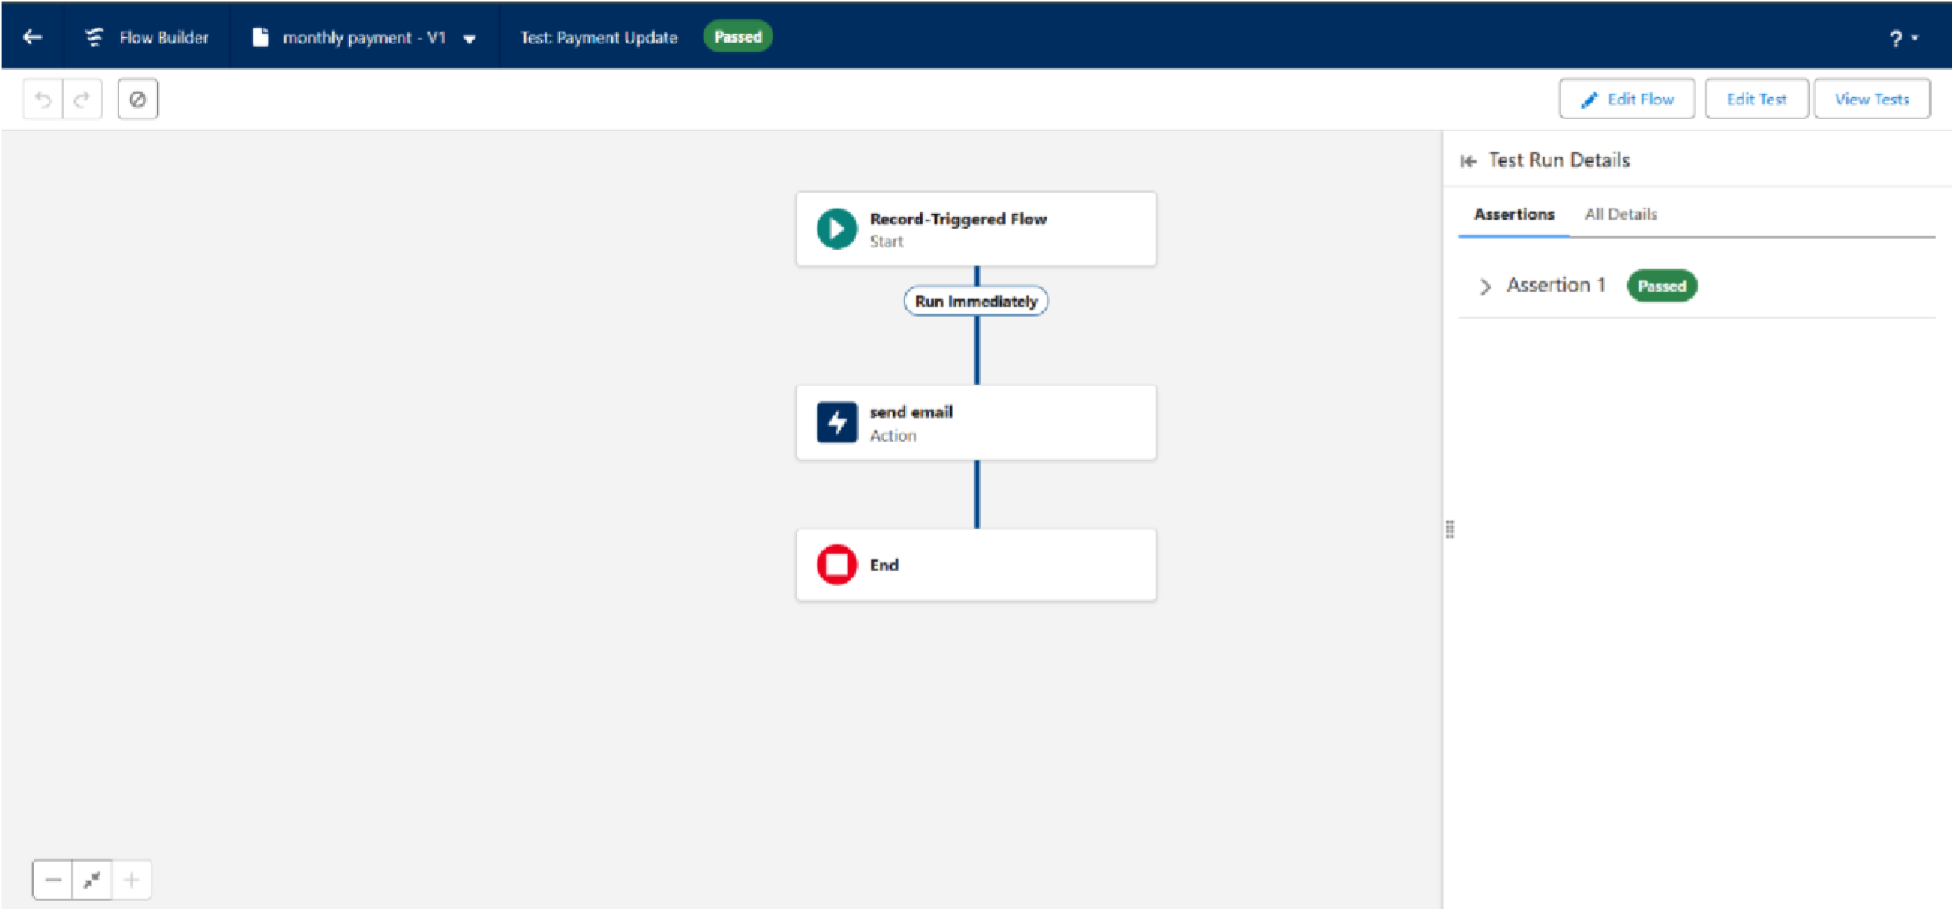 Flow Builder
monthly payment - V1
Test: Payment Update
Passed
?
Edit Flow
Edit Test
View Tests
Test Run Details
Assertions
All Details
Assertion 1
Passed
Record-Triggered Flow
Start
Run Immediately
send email
Action
End